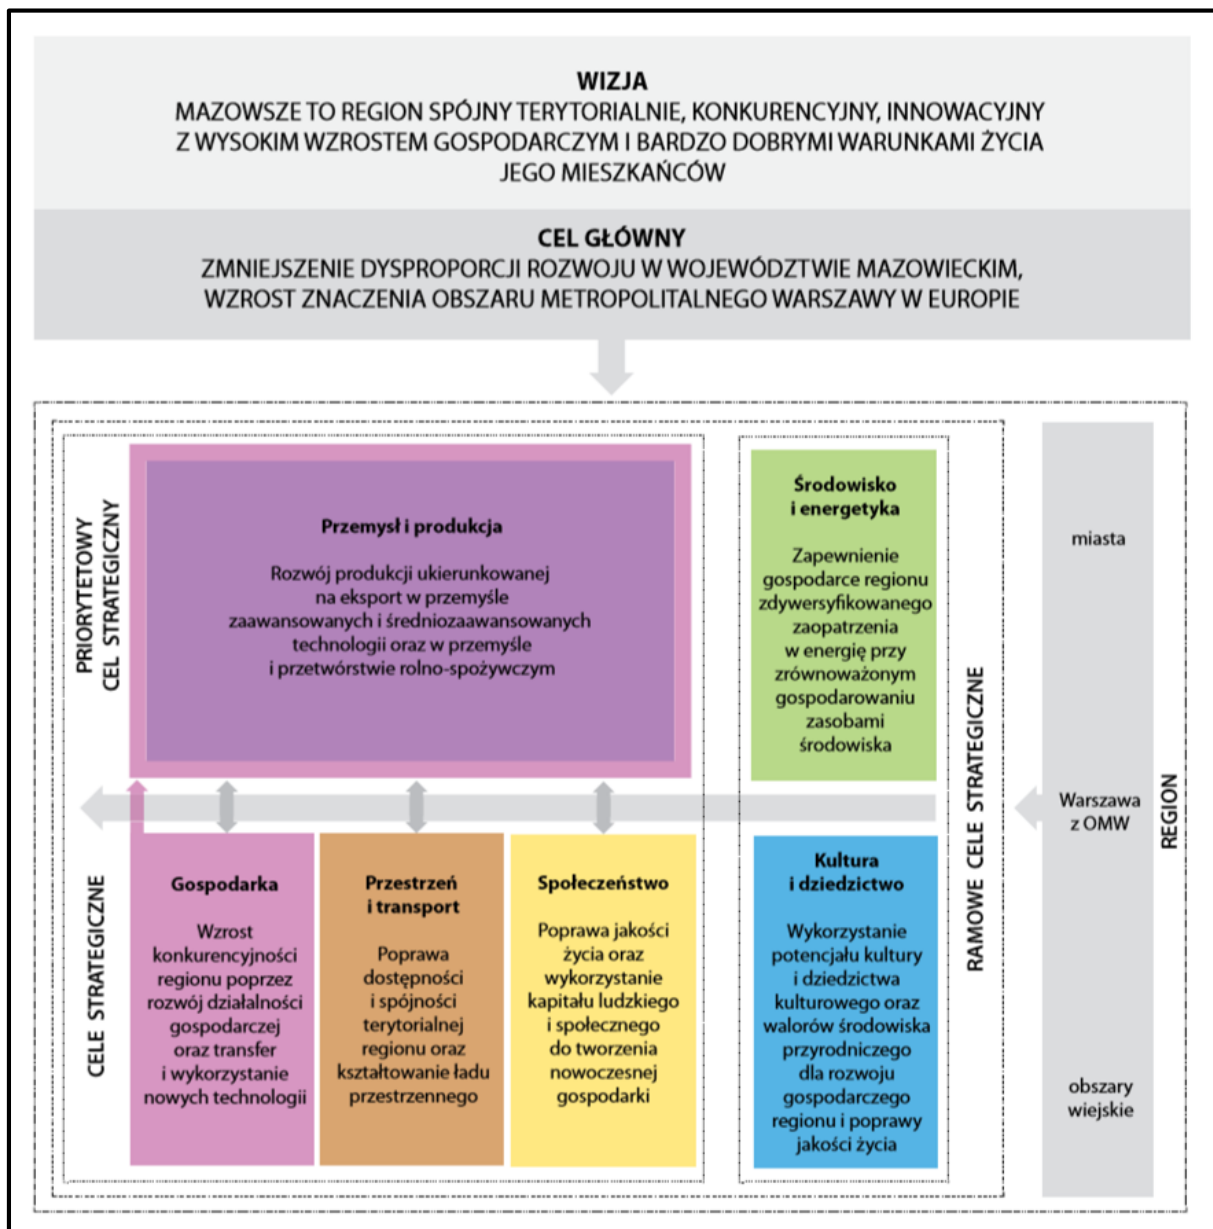 WIZJA
MAZOWSZE TO REGION SPÓJNY TERYTORIALNIE, KONKURENCYJNY, INNOWACYJNY
Z WYSOKIM WZROSTEM GOSPODARCZYM I BARDZO DOBRYMI WARUNKAMI ŻYCIA
JEGO MIESZKAŃCÓW
CEL GŁÓWNY
ZMNIEJSZENIE DYSPROPORCJI ROZWOJU W WOJEWÓDZTWIE MAZOWIECKIM,
WZROST ZNACZENIA OBSZARU METROPOLITALNEGO WARSZAWY W EUROPIE
PRIORYTETOWY
CEL STRATEGICZNY
Przemysł i produkcja
Rozwój produkcji ukierunkowanej
na eksport w przemyśle
zaawansowanych i średniozaawansowanych
technologii oraz w przemyśle
i przetwórstwie rolno-spożywczym
Środowisko
i energetyka
Zapewnienie
gospodarce regionu
zdywersyfikowanego
zaopatrzenia
w energię przy
zrównoważonym
gospodarowaniu
zasobami
środowiska
CELE STRATEGICZNE
Gospodarka
Wzrost
konkurencyjności
regionu poprzez
rozwój działalności
gospodarczej
oraz transfer
i wykorzystanie
nowych technologii
Przestrzeń
i transport
Poprawa
dostępności
i spójności
terytorialnej
regionu oraz
kształtowanie ładu
przestrzennego
Społeczeństwo
Poprawa jakości
życia oraz
wykorzystanie
kapitału ludzkiego
i społecznego
do tworzenia
nowoczesnej
gospodarki
Kultura
i dziedzictwo
Wykorzystanie
potencjału kultury
i dziedzictwa
kulturowego oraz
walorów środowiska
przyrodniczego
dla rozwoju
gospodarczego
regionu i poprawy
jakości życia
RAMOWE CELE STRATEGICZNE
miasta
Warszawa
z OMW
obszary
wiejskie
REGION